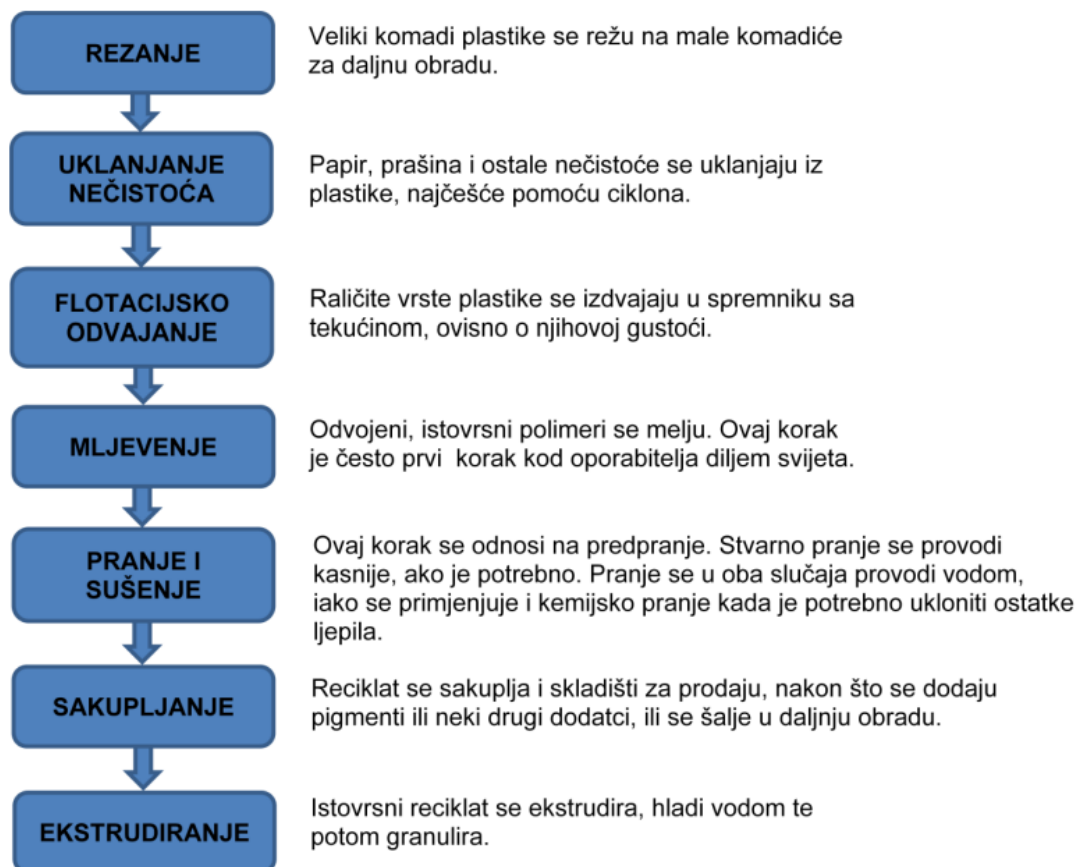 REZANJE
Veliki komadi plastike se režu na male komadiće
za daljnu obradu.
UKLANJANJE
NEČISTOĆA
Papir, prašina i ostale nečistoće se uklanjaju iz
plastike, najčešće pomoću ciklona.
FLOTACIJSKO
ODVAJANJE
Raličite vrste plastike se izdvajaju u spremniku sa
tekućinom, ovisno o njihovoj gustoći.
MLJEVENJE
Odvojeni, istovrsni polimeri se melju. Ovaj korak
je često prvi korak kod oporabitelja diljem svijeta.
PRANJE I
SUŠENJE
Ovaj korak se odnosi na predpranje. Stvarno pranje se provodi
kasnije, ako je potrebno. Pranje se u oba slučaja provodi vodom,
iako se primjenjuje i kemijsko pranje kada je potrebno ukloniti ostatke
ljepila.
SAKUPLJANJE
Reciklat se sakuplja i skladišti za prodaju, nakon što se dodaju
pigmenti ili neki drugi dodatci, ili se šalje u daljnju obradu.
EKSTRUDIRANJE
Istovrsni reciklat se ekstrudira, hladi vodom te
potom granulira.